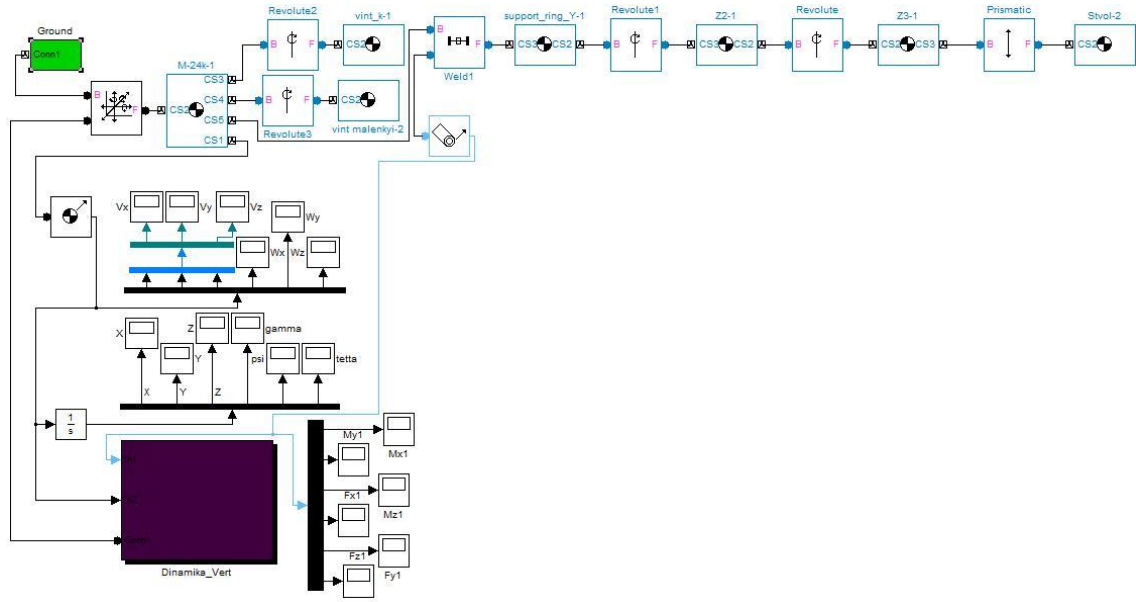 Ground
Conn1
B
F
M-24k-1
CS2
CS3
CS4
CS5
CS1
Revolute2
B
F
vint_k-1
CS2
Revolute3
B
F
vint malenkyi-2
CS2
Weld1
B
F
support_ring_Y-1
CS3
CS2
Revolute1
B
F
Z2-1
CS3
CS2
Revolute
B
F
Z3-1
CS2
CS3
Prismatic
B
F
Stvol-2
CS2
Vx
Vy
Vz
Wy
Wx
Wz
X
Y
Z
gamma
psi
tetta
X
Y
Z
1
s
Dinamika_Vert
My1
Mx1
Fx1
Mz1
Fz1
Fy1